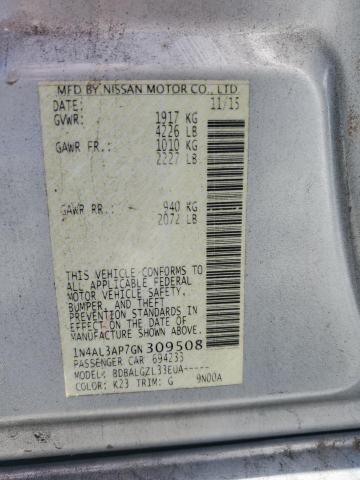 MFD BY NISSAN MOTOR CO., LTD
DATE: 11/15
GVWR: 1917 KG
4226 LB
GAWR FR.: 1010 KG
2227 LB
GAWR RR.: 940 KG
2072 LB
THIS VEHICLE CONFORMS TO
ALL APPLICABLE FEDERAL
MOTOR VEHICLE SAFETY,
BUMPER, AND THEFT
PREVENTION STANDARDS IN
EFFECT ON THE DATE OF
MANUFACTURE SHOWN ABOVE.
1N4AL3AP7GN309508
PASSENGER CAR 694233
MODEL: BDBALGZL33EUA-----
COLOR: K23 TRIM: G 9N00A